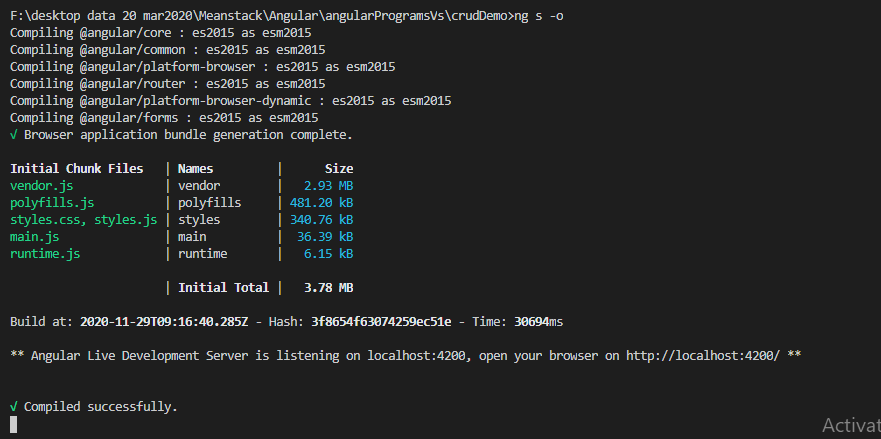 F:\desktop data 20 mar2020\Meanstack\Angular\angularProgramsVs\crudDemo>ng s -o
Compiling @angular/core : es2015 as esm2015
Compiling @angular/common : es2015 as esm2015
Compiling @angular/platform-browser : es2015 as esm2015
Compiling @angular/router : es2015 as esm2015
Compiling @angular/platform-browser-dynamic : es2015 as esm2015
Compiling @angular/forms : es2015 as esm2015
√ Browser application bundle generation complete.
Initial Chunk Files   | Names         |      Size
vendor.js             | vendor        |   2.93 MB
polyfills.js          | polyfills     | 481.20 kB
styles.css, styles.js | styles        | 340.76 kB
main.js               | main          |  36.39 kB
runtime.js            | runtime       |   6.15 kB
                      | Initial Total |   3.78 MB
Build at: 2020-11-29T09:16:40.285Z - Hash: 3f8654f63074259ec51e - Time: 30694ms
** Angular Live Development Server is listening on localhost:4200, open your browser on http://localhost:4200/ **
√ Compiled successfully.
Activat